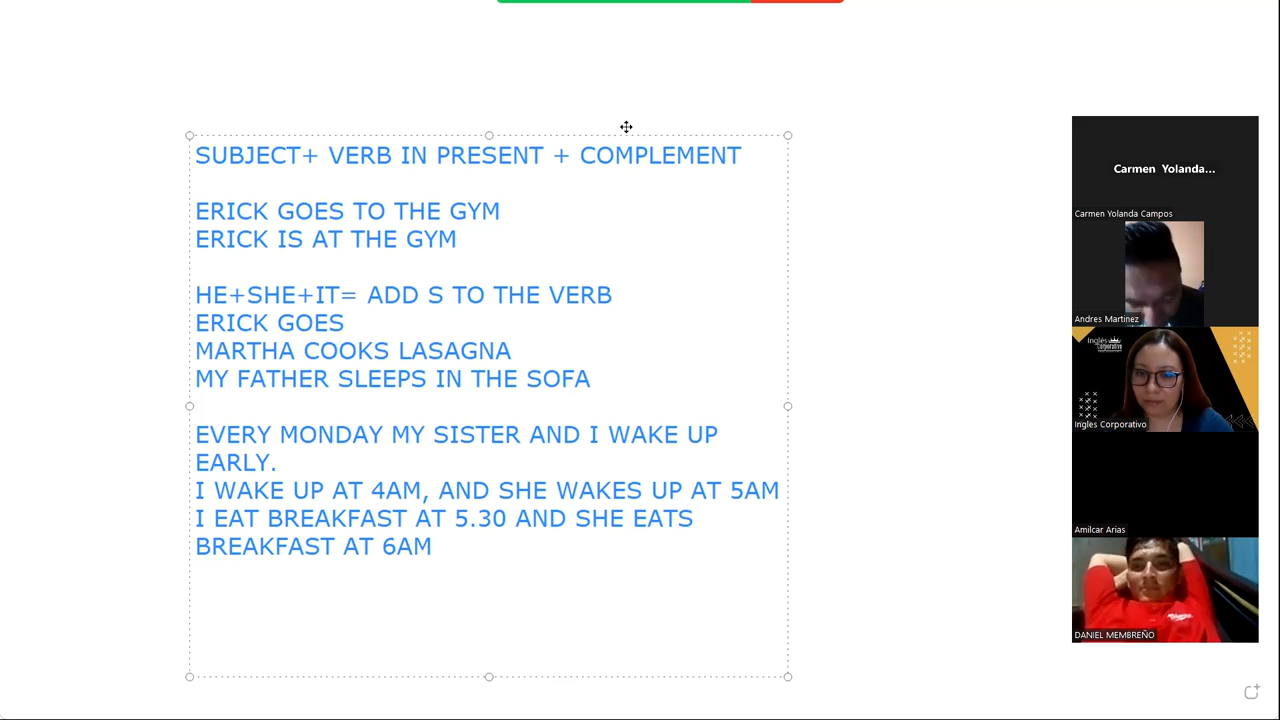 SUBJECT+ VERB IN PRESENT + COMPLEMENT
ERICK GOES TO THE GYM
ERICK IS AT THE GYM
HE+SHE+IT= ADD S TO THE VERB
ERICK GOES
MARTHA COOKS LASAGNA
MY FATHER SLEEPS IN THE SOFA
EVERY MONDAY MY SISTER AND I WAKE UP
EARLY.
I WAKE UP AT 4AM, AND SHE WAKES UP AT 5AM
I EAT BREAKFAST AT 5.30 AND SHE EATS
BREAKFAST AT 6AM
Carmen Yolanda...
Carmen Yolanda Campos
Andres Martinez
Inglés
Corporativo
Ingles Corporativo
Amilcar Arias
DANIEL MEMBREÑO